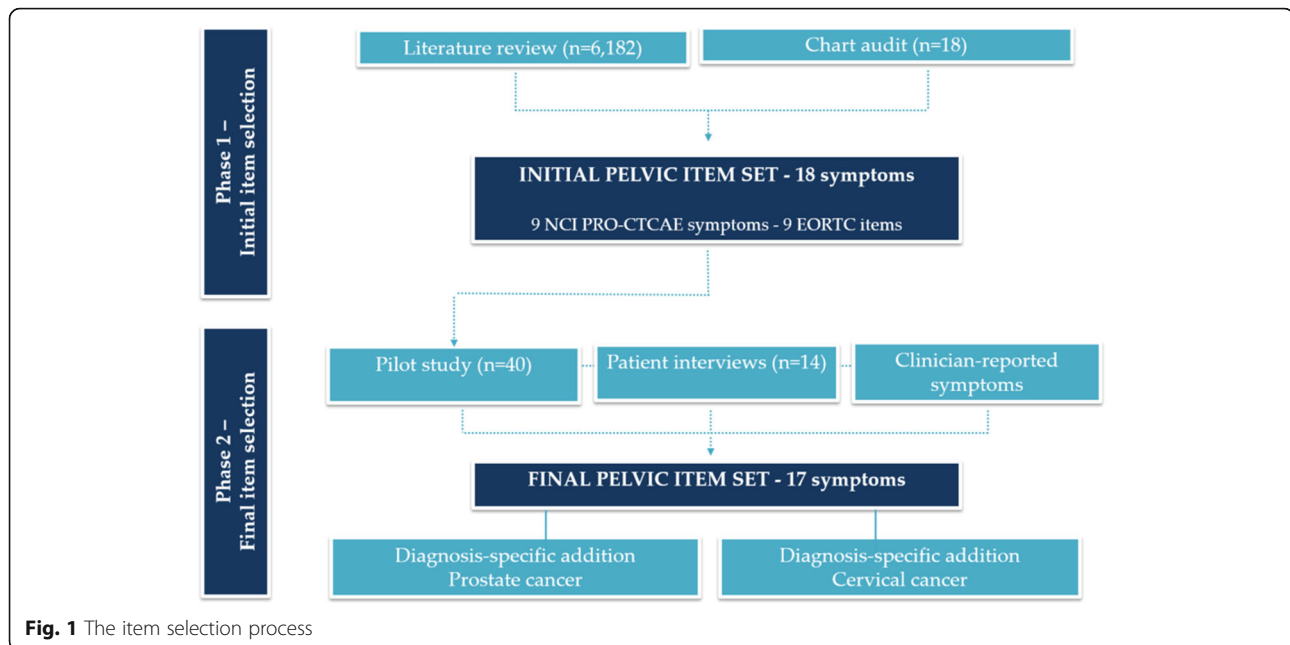 Literature review (n=6,182)
Chart audit (n=18)
Phase 1 –
Initial item selection
INITIAL PELVIC ITEM SET - 18 symptoms
9 NCI PRO-CTCAE symptoms - 9 EORTC items
Phase 2 –
Final item selection
Pilot study (n=40)
Patient interviews (n=14)
Clinician-reported
symptoms
FINAL PELVIC ITEM SET - 17 symptoms
Diagnosis-specific addition
Prostate cancer
Diagnosis-specific addition
Cervical cancer
Fig. 1 The item selection process